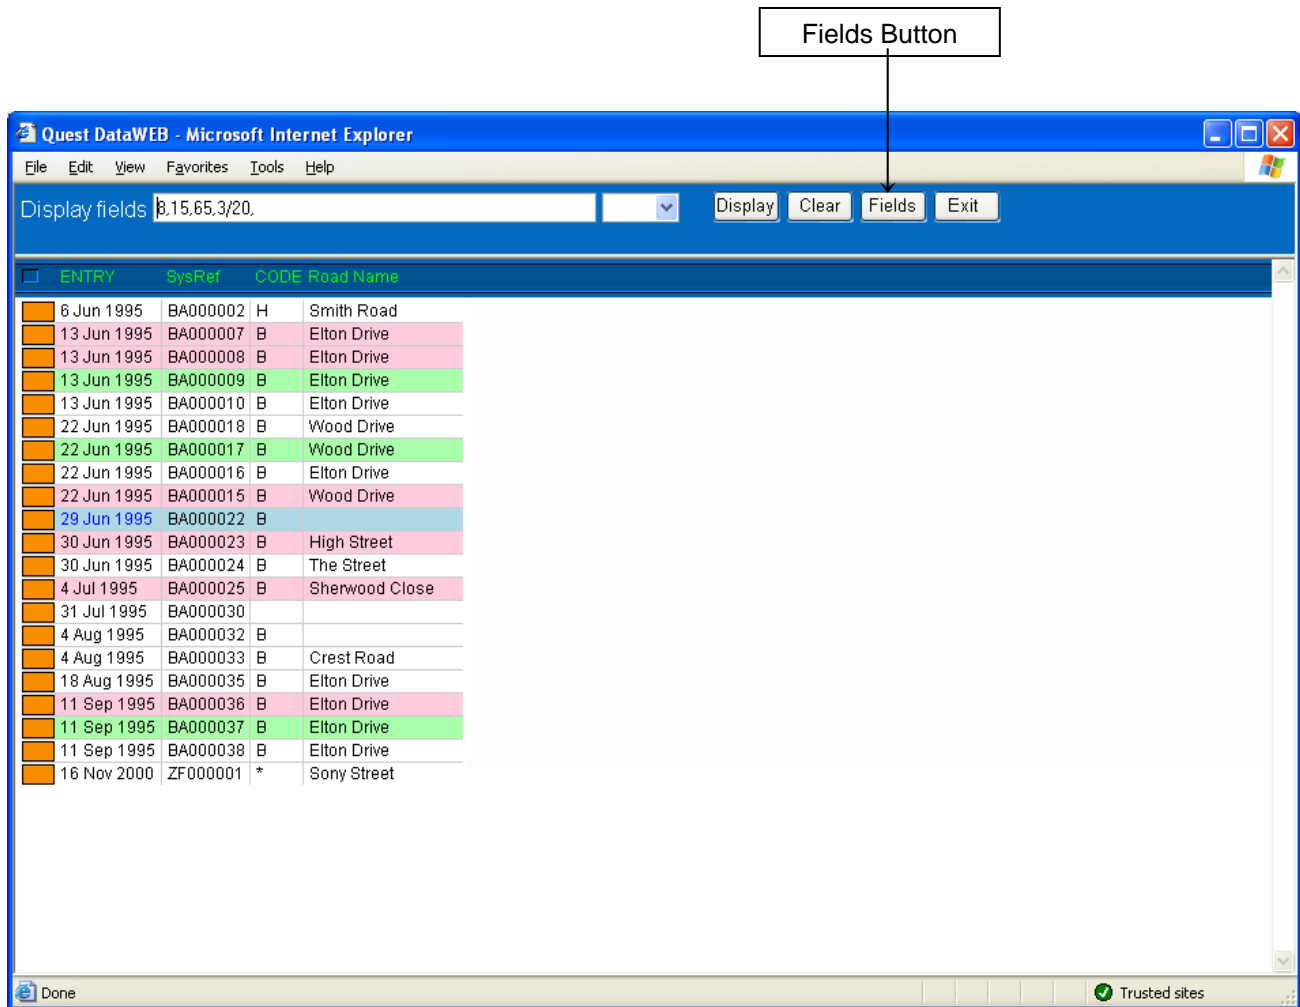 Fields Button
Quest DataWEB - Microsoft Internet Explorer
File Edit View Favorites Tools Help
Display fields 8,15,65,3/20, Display Clear Fields Exit
ENTRY SysRef CODE Road Name
6 Jun 1995 BA000002 H Smith Road
13 Jun 1995 BA000007 B Elton Drive
13 Jun 1995 BA000008 B Elton Drive
13 Jun 1995 BA000009 B Elton Drive
13 Jun 1995 BA000010 B Elton Drive
22 Jun 1995 BA000018 B Wood Drive
22 Jun 1995 BA000017 B Wood Drive
22 Jun 1995 BA000016 B Elton Drive
22 Jun 1995 BA000015 B Wood Drive
29 Jun 1995 BA000022 B
30 Jun 1995 BA000023 B High Street
30 Jun 1995 BA000024 B The Street
4 Jul 1995 BA000025 B Sherwood Close
31 Jul 1995 BA000030
4 Aug 1995 BA000032 B
4 Aug 1995 BA000033 B Crest Road
18 Aug 1995 BA000035 B Elton Drive
11 Sep 1995 BA000036 B Elton Drive
11 Sep 1995 BA000037 B Elton Drive
11 Sep 1995 BA000038 B Elton Drive
16 Nov 2000 ZF000001 * Sony Street
Done Trusted sites